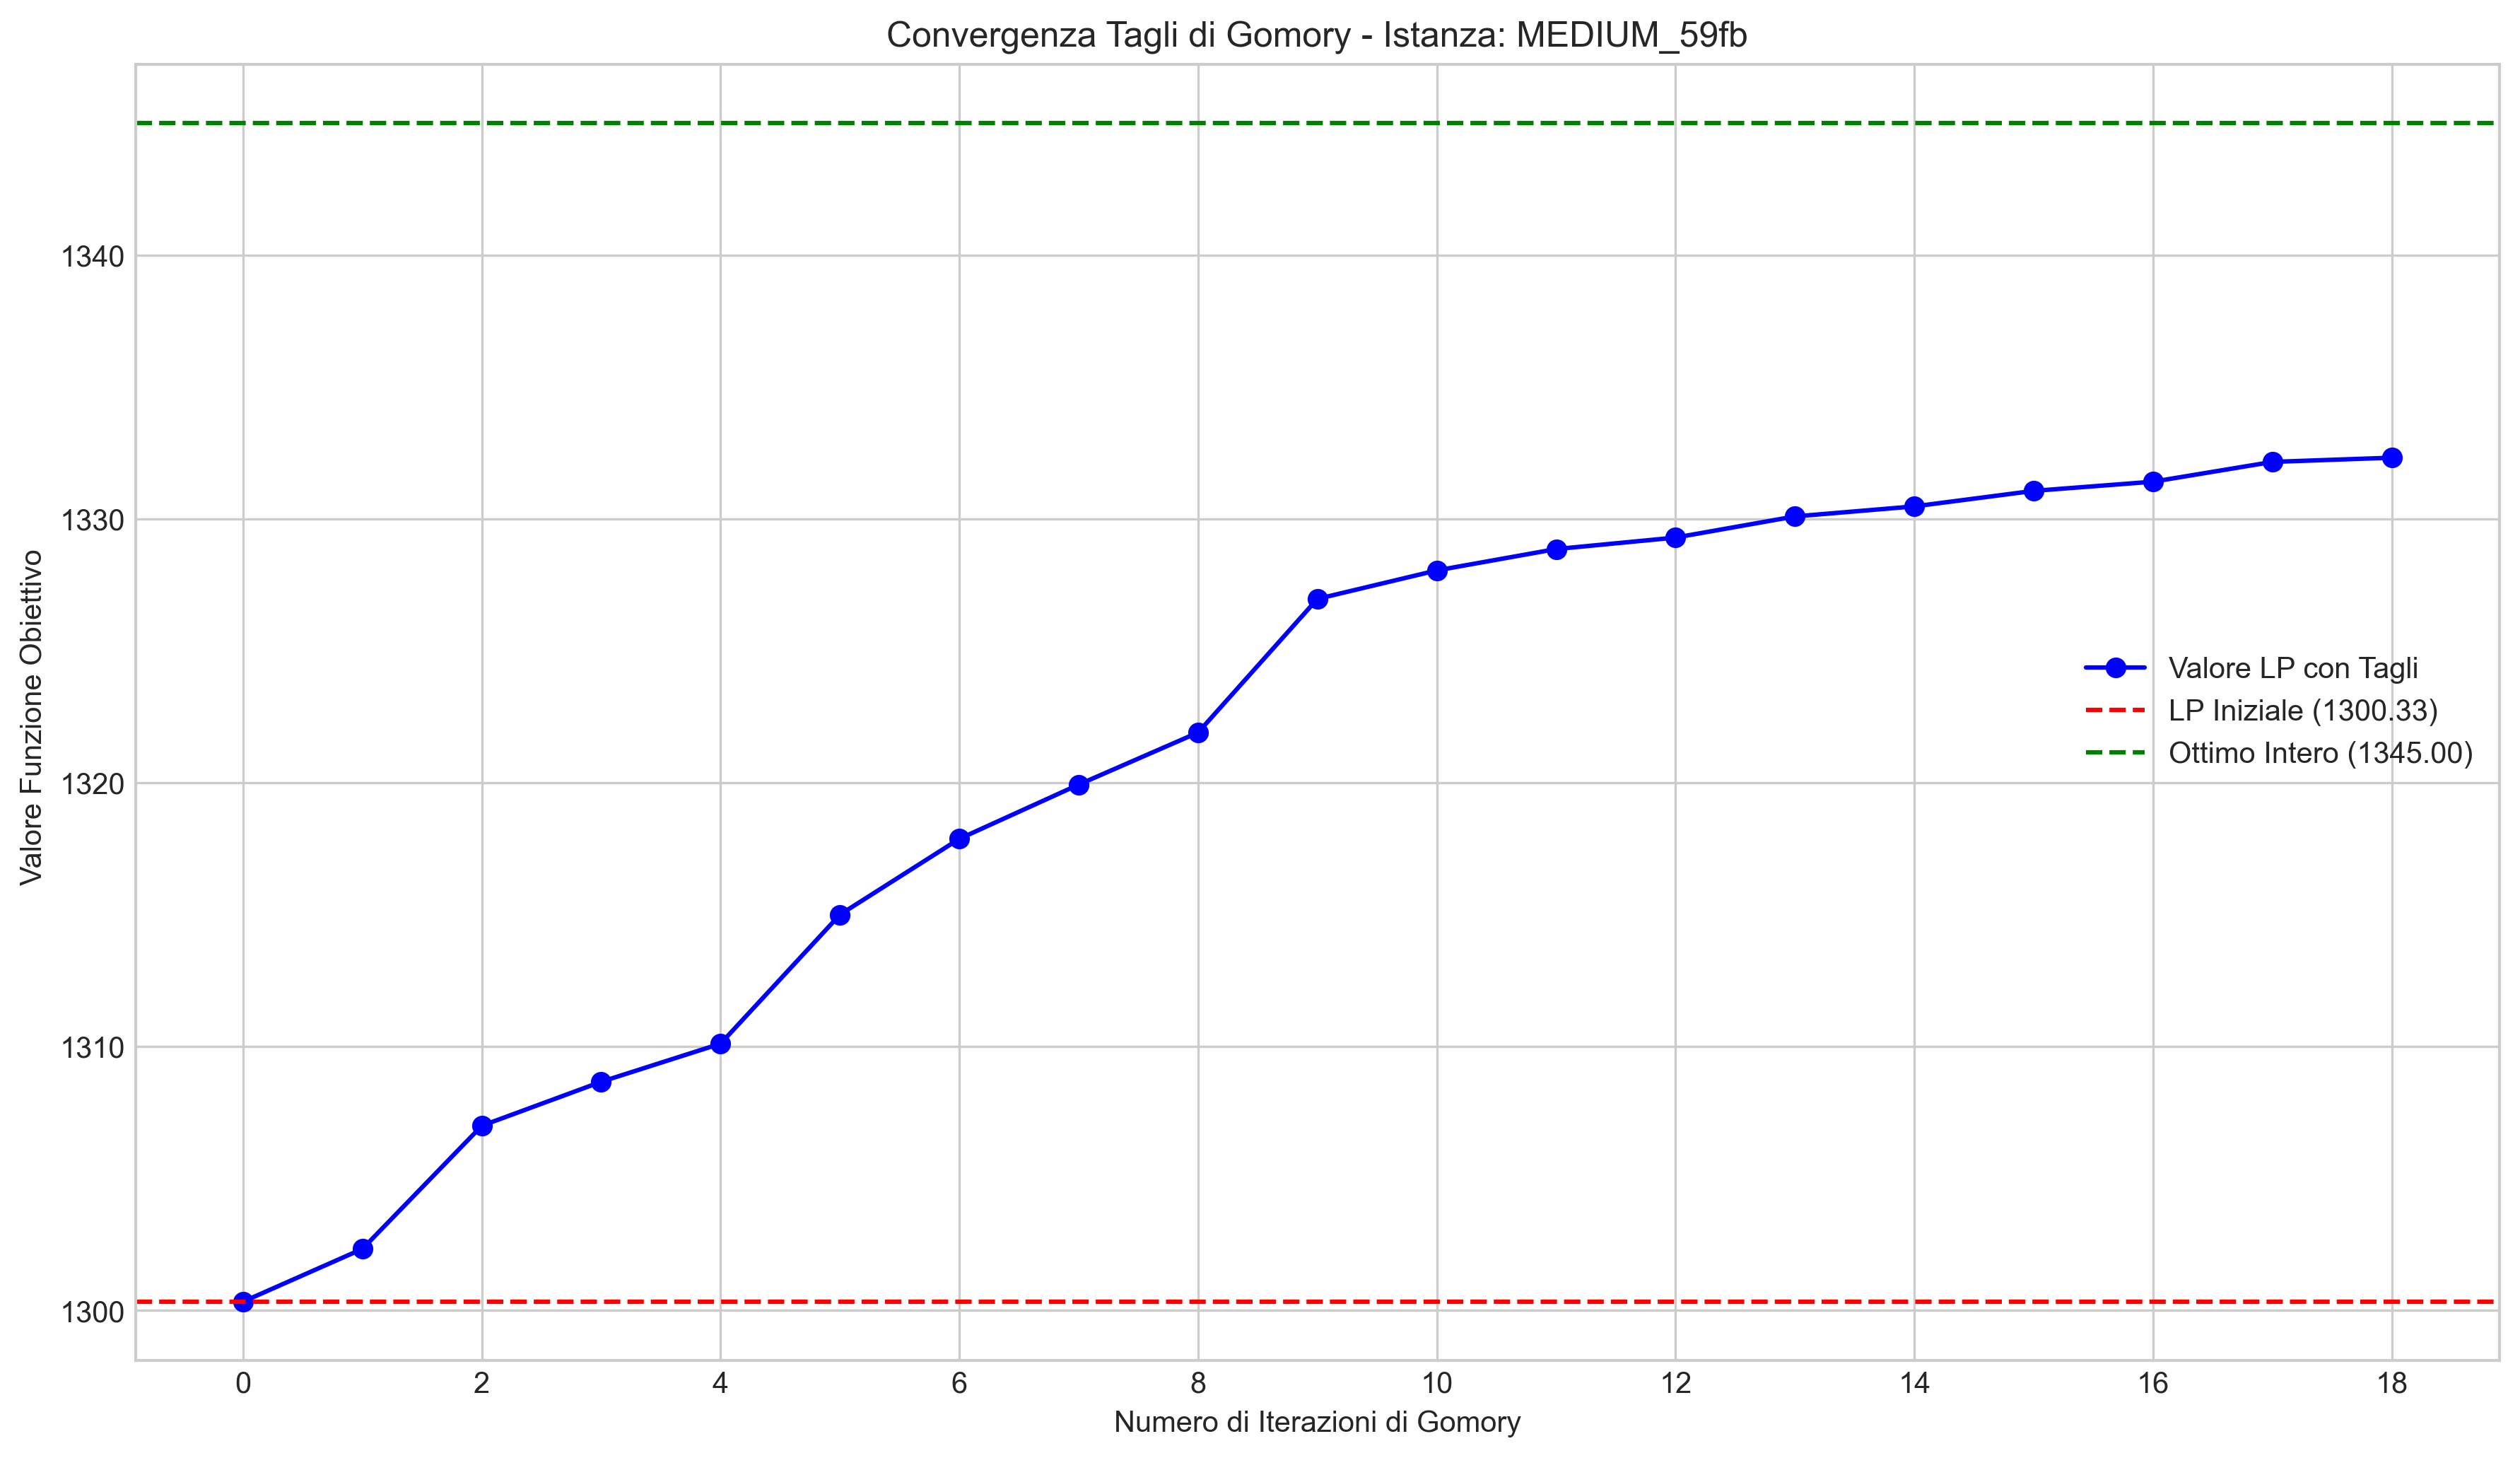 Convergenza Tagli di Gomory - Istanza: MEDIUM_59fb
Valore Funzione Obiettivo
1340
1330
1320
1310
1300
Valore LP con Tagli
LP Iniziale (1300.33)
Ottimo Intero (1345.00)
0 2 4 6 8 10 12 14 16 18
Numero di Iterazioni di Gomory